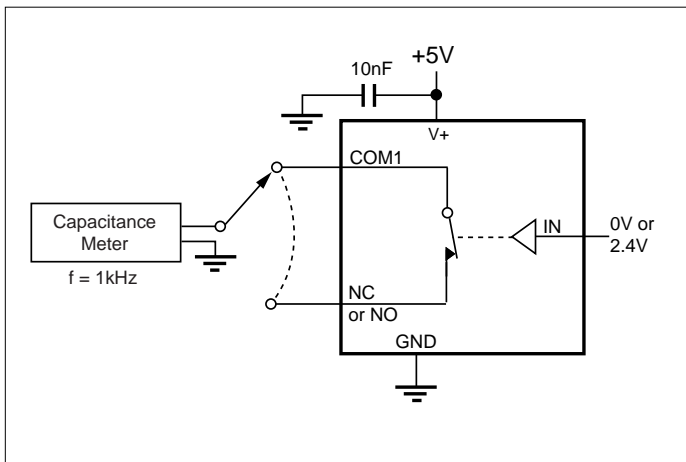 +5V
10nF
V+
COM1
Capacitance
Meter
f = 1kHz
IN
0V or
2.4V
NC
or NO
GND